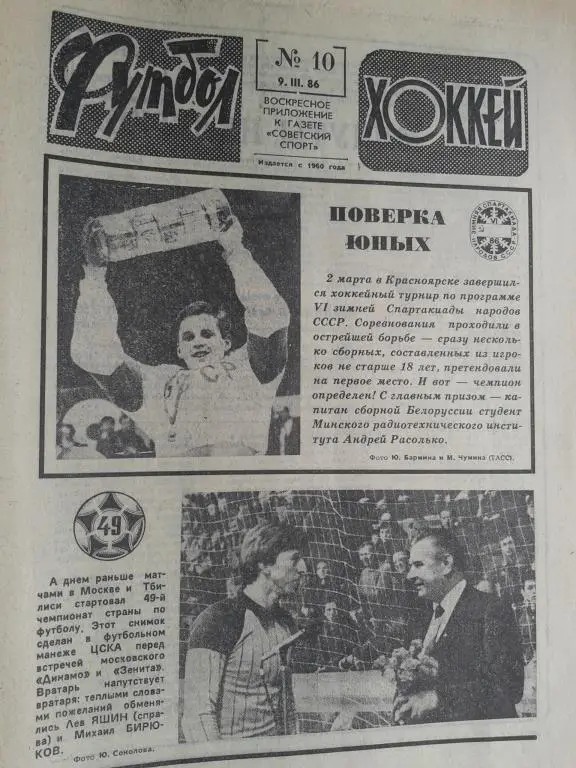 Футбол
№ 10
9. III. 86
ВОСКРЕСНОЕ
ПРИЛОЖЕНИЕ
К ГАЗЕТЕ
«СОВЕТСКИЙ
СПОРТ»
Издается с 1960 года
ХОККЕЙ
ПОВЕРКА
ЮНЫХ
ЗИМНЯЯ СПАРТАКИАДА
VI
86
НАРОДОВ СССР
2 марта в Красноярске завершил-
ся хоккейный турнир по программе
VI зимней Спартакиады народов
СССР. Соревнования проходили в
острейшей борьбе — сразу несколь-
ко сборных, составленных из игро-
ков не старше 18 лет, претендовали
на первое место. И вот — чемпион
определен! С главным призом — ка-
питан сборной Белоруссии студент
Минского радиотехнического инсти-
тута Андрей Расолько.
Фото Ю. Бармина и М. Чумина (ТАСС).
49
А днем раньше мат-
чами в Москве и Тби-
лиси стартовал 49-й
чемпионат страны по
футболу. Этот снимок
сделан в футбольном
манеже ЦСКА перед
встречей московского
«Динамо» и «Зенита».
Вратарь напутствует
вратаря: теплыми слова-
ми пожеланий обменя-
лись Лев ЯШИН (спра-
ва) и Михаил БИРЮ-
КОВ.
Фото Ю. Соколова.